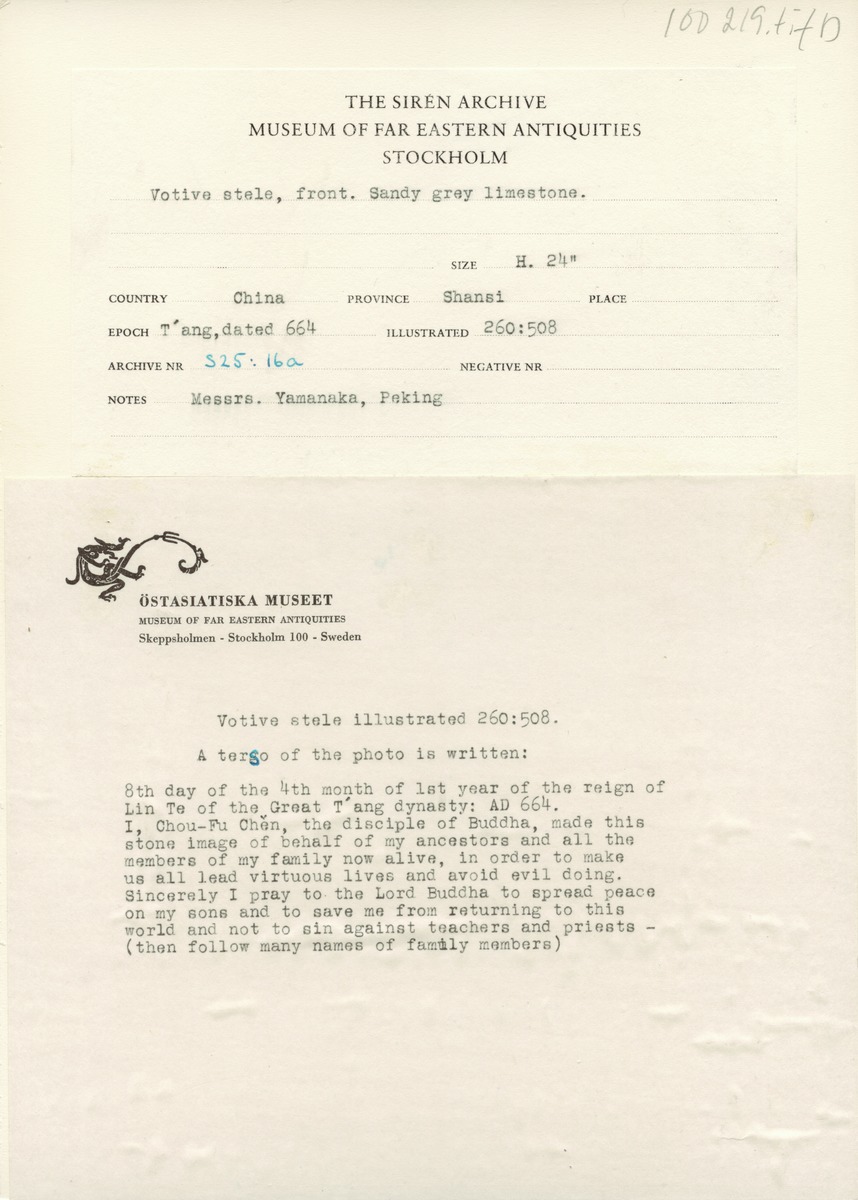 100 219.tif D
THE SIRÉN ARCHIVE
MUSEUM OF FAR EASTERN ANTIQUITIES
STOCKHOLM
Votive stele, front. Sandy grey limestone.
SIZE H. 24"
COUNTRY China PROVINCE Shansi PLACE
EPOCH T´ang,dated 664 ILLUSTRATED 260:508
ARCHIVE NR S25:16a NEGATIVE NR
NOTES Messrs. Yamanaka, Peking
ÖSTASIATISKA MUSEET
MUSEUM OF FAR EASTERN ANTIQUITIES
Skeppsholmen - Stockholm 100 - Sweden
Votive stele illustrated 260:508.
A tergo of the photo is written:
8th day of the 4th month of 1st year of the reign of
Lin Te of the Great T´ang dynasty: AD 664.
I, Chou-Fu Chěn, the disciple of Buddha, made this
stone image of behalf of my ancestors and all the
members of my family now alive, in order to make
us all lead virtuous lives and avoid evil doing.
Sincerely I pray to the Lord Buddha to spread peace
on my sons and to save me from returning to this
world and not to sin against teachers and priests -
(then follow many names of family members)